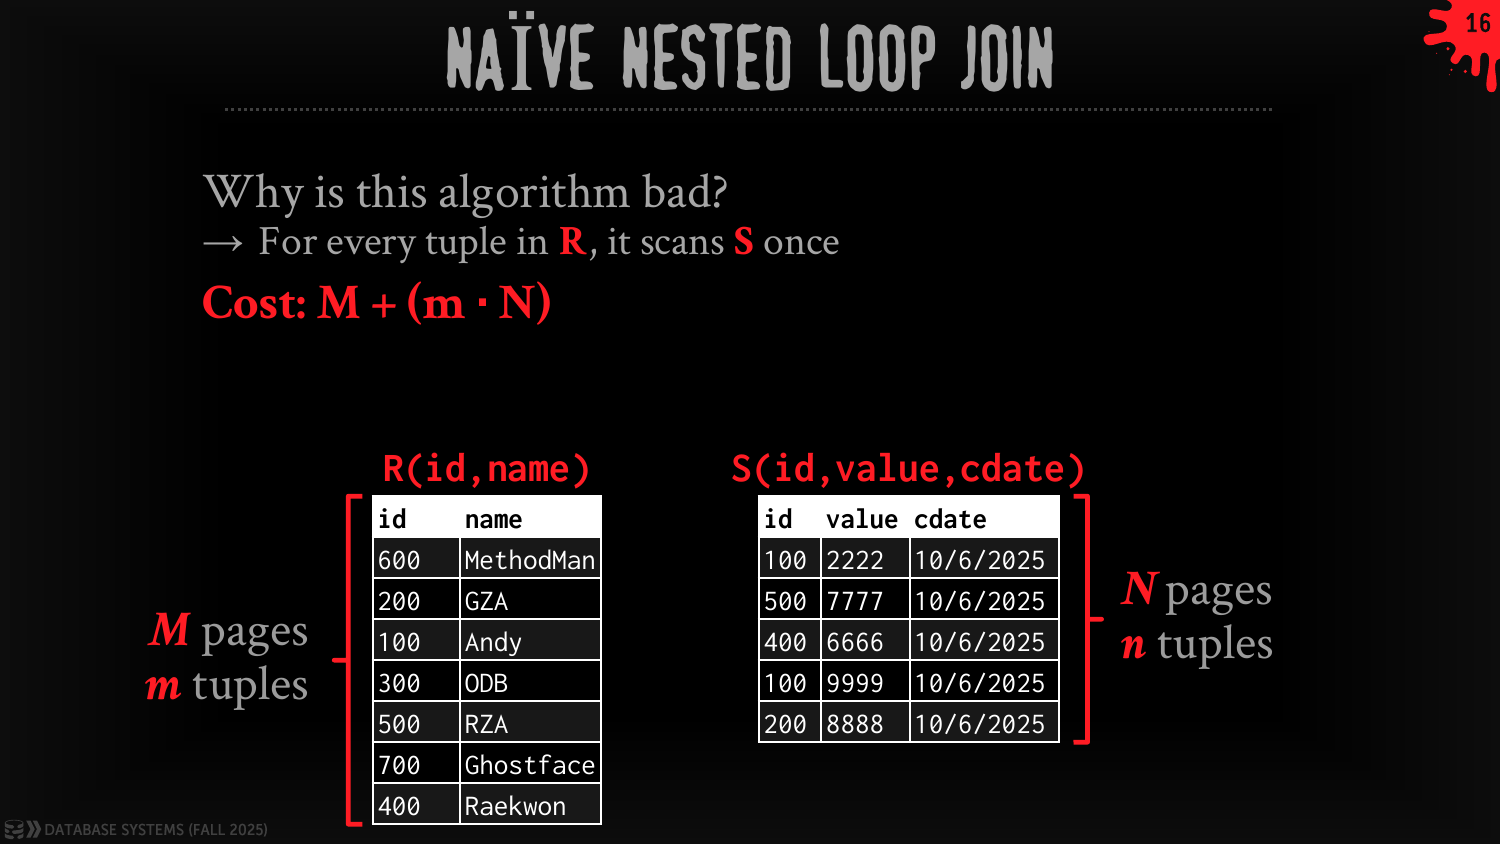 NAÏVE NESTED LOOP JOIN
16
Why is this algorithm bad?
→ For every tuple in R, it scans S once
Cost: M + (m · N)
R(id,name)
id name
600 MethodMan
200 GZA
100 Andy
300 ODB
500 RZA
700 Ghostface
400 Raekwon
M pages
m tuples
S(id,value,cdate)
id value cdate
100 2222 10/6/2025
500 7777 10/6/2025
400 6666 10/6/2025
100 9999 10/6/2025
200 8888 10/6/2025
N pages
n tuples
DATABASE SYSTEMS (FALL 2025)